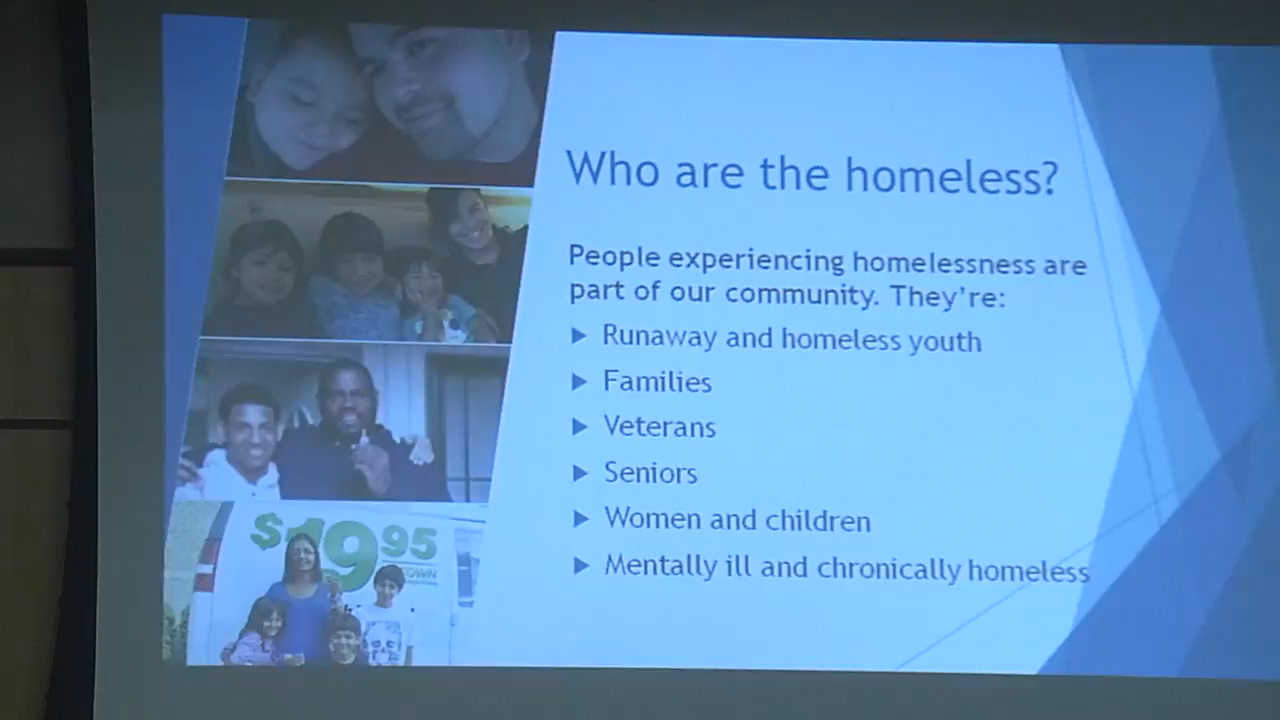 Who are the homeless?
People experiencing homelessness are
part of our community. They're:
Runaway and homeless youth
Families
Veterans
Seniors
Women and children
Mentally ill and chronically homeless
$19.95